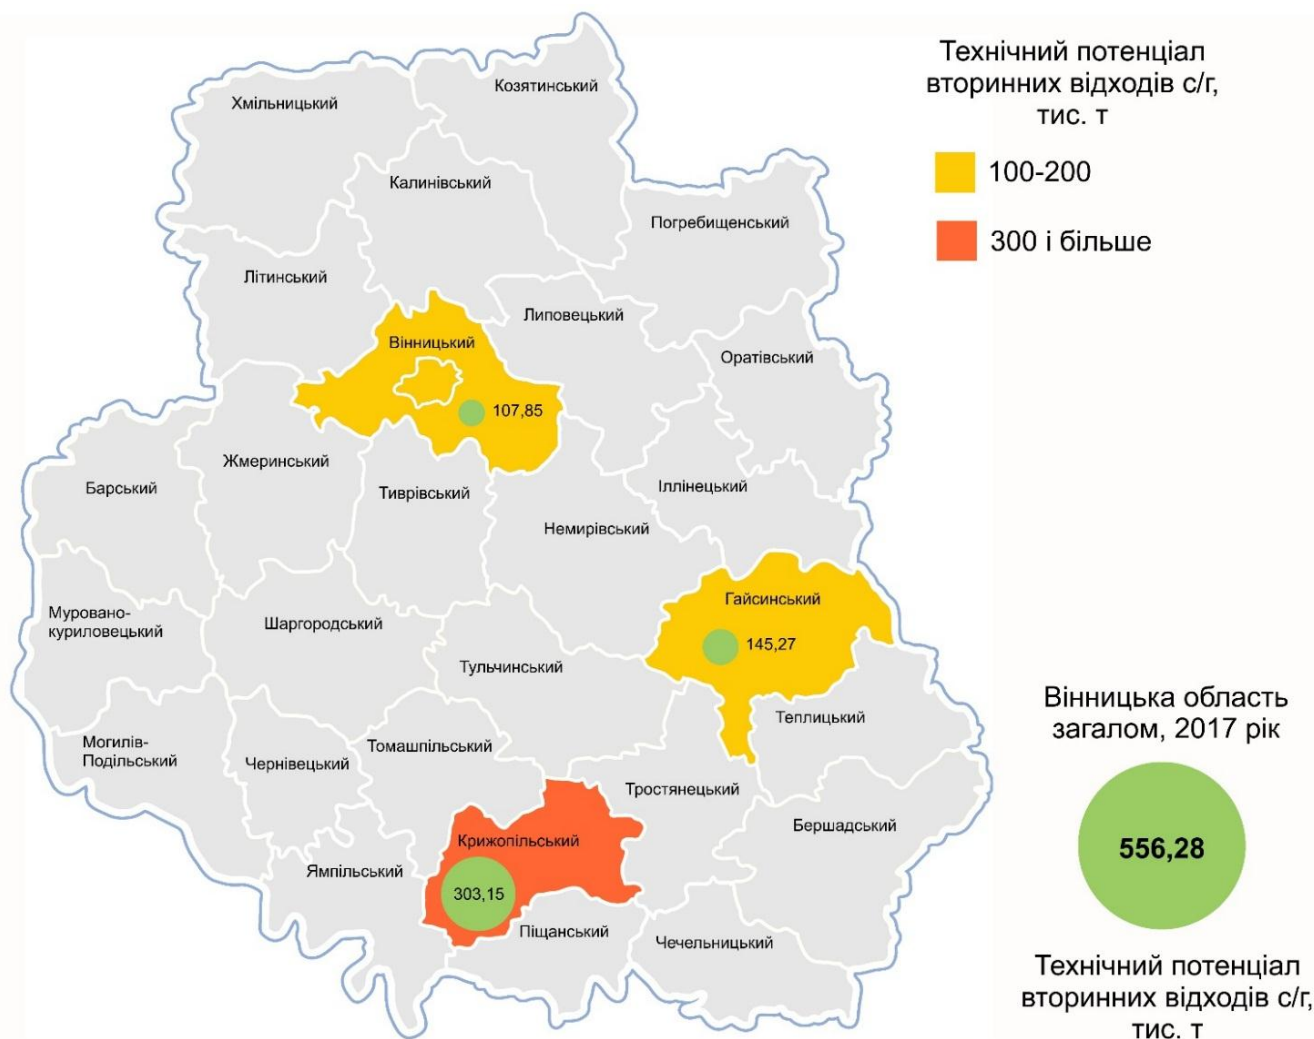 Технічний потенціал
вторинних відходів с/г,
тис. т
100-200
300 і більше
Козятинський
Хмільницький
Калинівський
Погребищенський
Літинський
Липовецький
Вінницький
Оратівський
107,85
Жмеринський
Барський
Тиврівський
Іллінецький
Немирівський
Гайсинський
Муровано-
куриловецький
Шаргородський
145,27
Тульчинський
Теплицький
Могилів-
Подільський
Чернівецький
Томашпільський
Тростянецький
Бершадський
Крижопільський
Ямпільський
303,15
Піщанський
Чечельницький
Вінницька область
загалом, 2017 рік
556,28
Технічний потенціал
вторинних відходів с/г,
тис. т